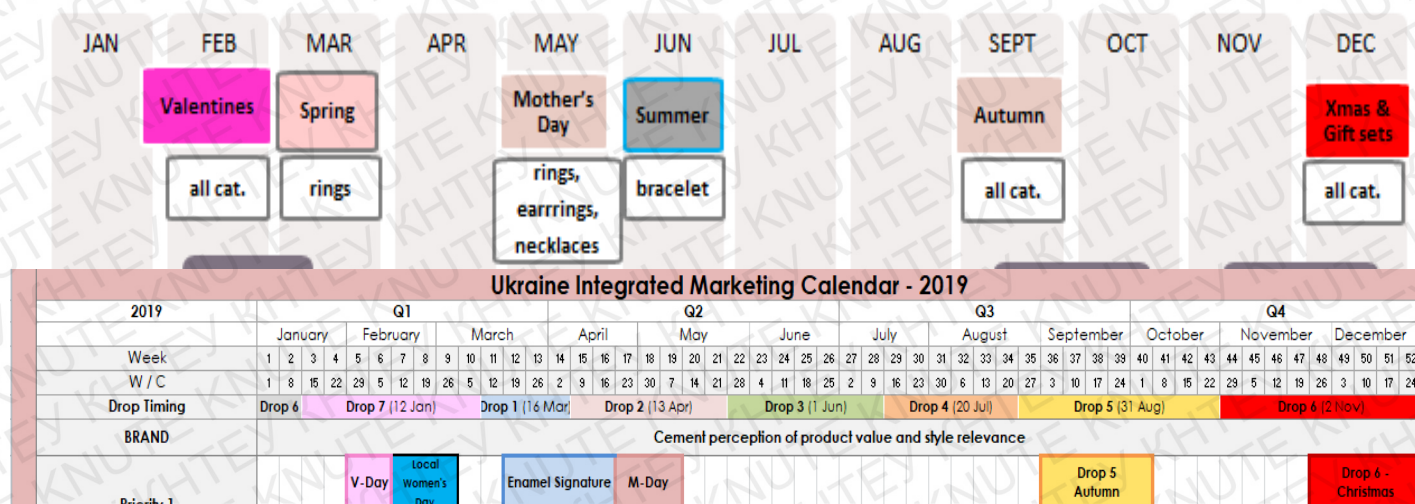 JAN FEB MAR APR MAY JUN JUL AUG SEPT OCT NOV DEC
Valentines Spring Mother's Day Summer Autumn Xmas & Gift sets
all cat. rings rings, earrrings, necklaces bracelet all cat. all cat.
Ukraine Integrated Marketing Calendar - 2019
2019 Q1 Q2 Q3 Q4
January February March April May June July August September October November December
Week 1 2 3 4 5 6 7 8 9 10 11 12 13 14 15 16 17 18 19 20 21 22 23 24 25 26 27 28 29 30 31 32 33 34 35 36 37 38 39 40 41 42 43 44 45 46 47 48 49 50 51 52
W / C 1 8 15 22 29 5 12 19 26 5 12 19 26 2 9 16 23 30 7 14 21 28 4 11 18 25 2 9 16 23 30 6 13 20 27 3 10 17 24 1 8 15 22 29 5 12 19 26 3 10 17 24
Drop Timing Drop 6 Drop 7 (12 Jan) Drop 1 (16 Mar) Drop 2 (13 Apr) Drop 3 (1 Jun) Drop 4 (20 Jul) Drop 5 (31 Aug) Drop 6 (2 Nov)
BRAND Cement perception of product value and style relevance
Priority 1 V-Day Local Women's Day Enamel Signature M-Day Drop 5 Autumn Drop 6 - Christmas
KNUTE KHTEY